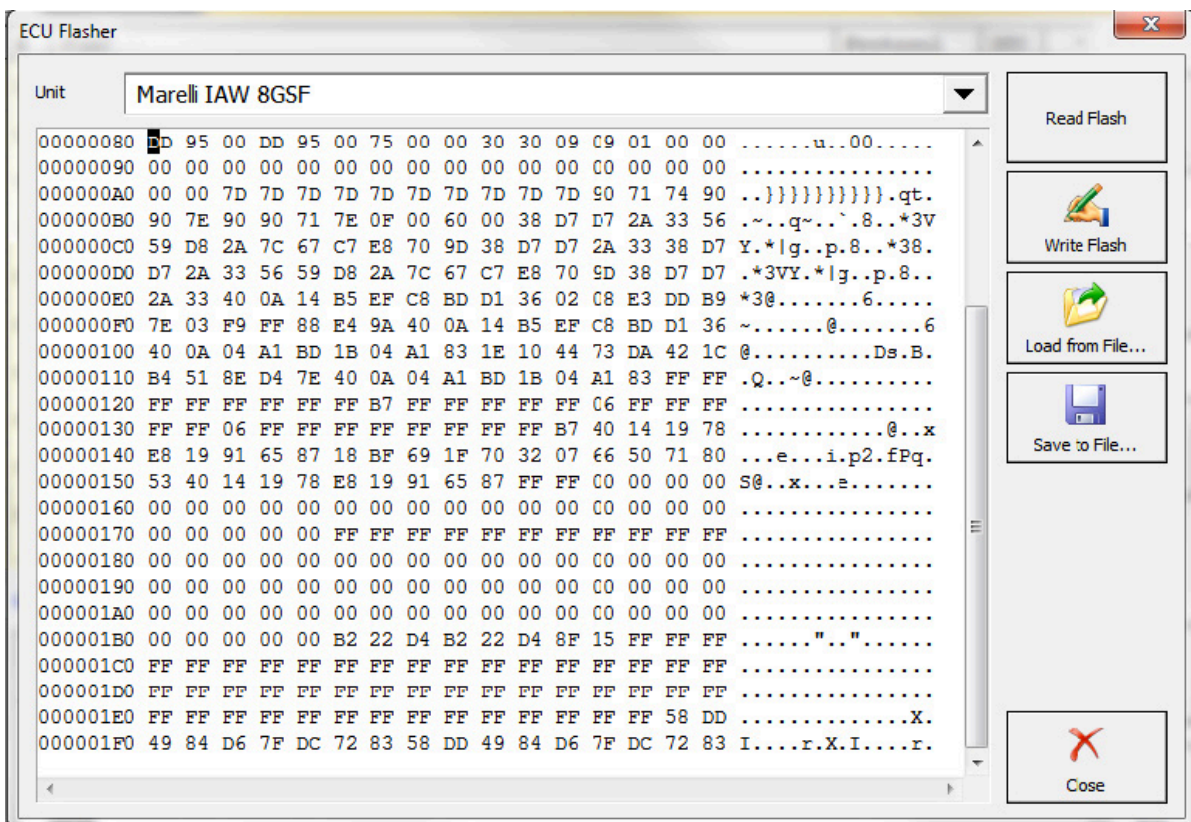 ECU Flasher
Unit
Marelli IAW 8GSF
00000080 DD 95 00 DD 95 00 75 00 00 30 30 09 09 01 00 00 ......u..00.....
00000090 00 00 00 00 00 00 00 00 00 00 00 00 00 00 00 00 ................
000000A0 00 00 7D 7D 7D 7D 7D 7D 7D 7D 7D 7D 90 71 74 90 ..}}}}}}}}}}.qt.
000000B0 90 7E 90 90 71 7E 0F 00 60 00 38 D7 D7 2A 33 56 .~..q~..`.8..*3V
000000C0 59 D8 2A 7C 67 C7 E8 70 9D 38 D7 D7 2A 33 38 D7 Y.*|g..p.8..*38.
000000D0 D7 2A 33 56 59 D8 2A 7C 67 C7 E8 70 9D 38 D7 D7 .*3VY.*|g..p.8..
000000E0 2A 33 40 0A 14 B5 EF C8 BD D1 36 02 08 E3 DD B9 *3@.......6.....
000000F0 7E 03 F9 FF 88 E4 9A 40 0A 14 B5 EF C8 BD D1 36 ~......@.......6
00000100 40 0A 04 A1 BD 1B 04 A1 83 1E 10 44 73 DA 42 1C @..........Ds.B.
00000110 B4 51 8E D4 7E 40 0A 04 A1 BD 1B 04 A1 83 FF FF .Q..~@..........
00000120 FF FF FF FF FF FF B7 FF FF FF FF FF 06 FF FF FF ................
00000130 FF FF 06 FF FF FF FF FF FF FF FF B7 40 14 19 78 ............@..x
00000140 E8 19 91 65 87 18 BF 69 1F 70 32 07 66 50 71 80 ...e...i.p2.fPq.
00000150 53 40 14 19 78 E8 19 91 65 87 FF FF 00 00 00 00 S@..x...e.......
00000160 00 00 00 00 00 00 00 00 00 00 00 00 00 00 00 00 ................
00000170 00 00 00 00 00 FF FF FF FF FF FF FF FF FF FF FF ................
00000180 00 00 00 00 00 00 00 00 00 00 00 00 00 00 00 00 ................
00000190 00 00 00 00 00 00 00 00 00 00 00 00 00 00 00 00 ................
000001A0 00 00 00 00 00 00 00 00 00 00 00 00 00 00 00 00 ................
000001B0 00 00 00 00 00 B2 22 D4 B2 22 D4 8F 15 FF FF FF ......"..."......
000001C0 FF FF FF FF FF FF FF FF FF FF FF FF FF FF FF FF ................
000001D0 FF FF FF FF FF FF FF FF FF FF FF FF FF FF FF FF ................
000001E0 FF FF FF FF FF FF FF FF FF FF FF FF FF FF 58 DD ..............X.
000001F0 49 84 D6 7F DC 72 83 58 DD 49 84 D6 7F DC 72 83 I....r.X.I....r.
Read Flash
Write Flash
Load from File...
Save to File...
Close